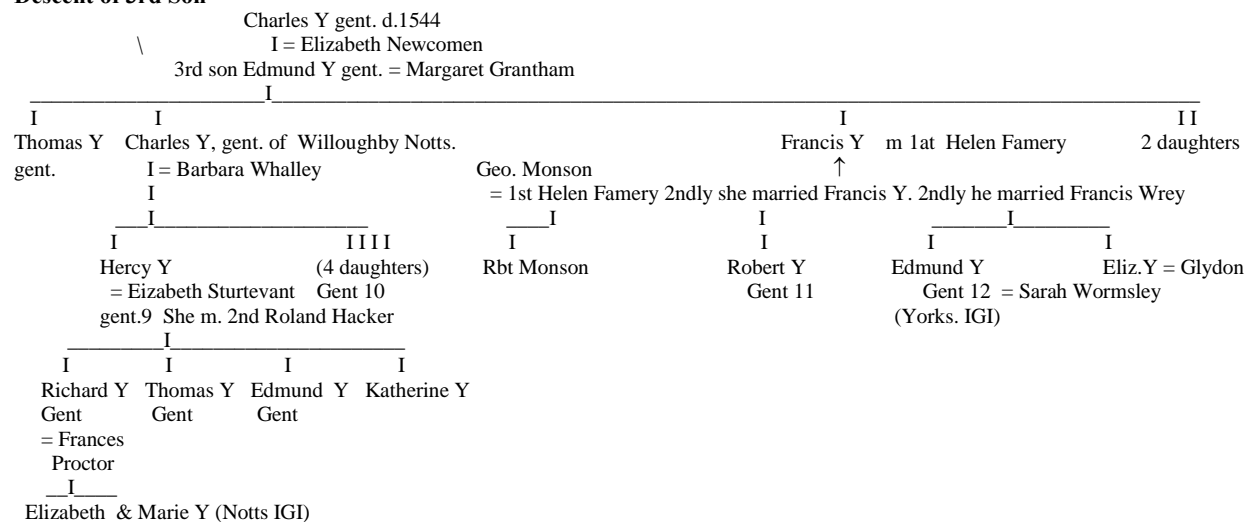 Descent of 3rd Son
Charles Y gent. d.1544
\ I = Elizabeth Newcomen
3rd son Edmund Y gent. = Margaret Grantham
I
I I I I I
Thomas Y Charles Y, gent. of Willoughby Notts. Francis Y m 1at Helen Famery 2 daughters
gent. I = Barbara Whalley Geo. Monson ↑
I = 1st Helen Famery 2ndly she married Francis Y. 2ndly he married Francis Wrey
I I I I
I I I I I I I I I I
Hercy Y (4 daughters) Rbt Monson Robert Y Edmund Y Eliz.Y = Glydon
= Eizabeth Sturtevant Gent 10 Gent 11 Gent 12 = Sarah Wormsley
gent.9 She m. 2nd Roland Hacker (Yorks. IGI)
I
I I I I
Richard Y Thomas Y Edmund Y Katherine Y
Gent Gent Gent
= Frances
Proctor
I
Elizabeth & Marie Y (Notts IGI)